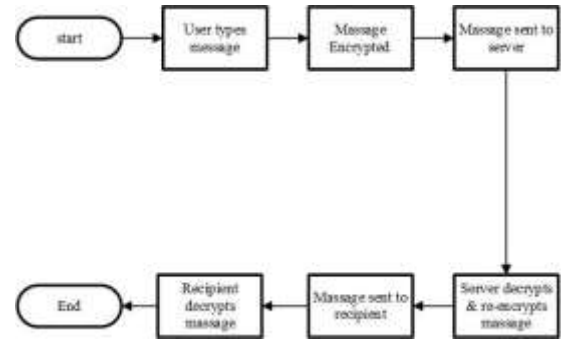 start
User types
message
Massage
Encrypted
Massage sent to
server
Server decrypts
& re-encrypts
massage
Massage sent to
recipient
Recipient
decrypts
massage
End